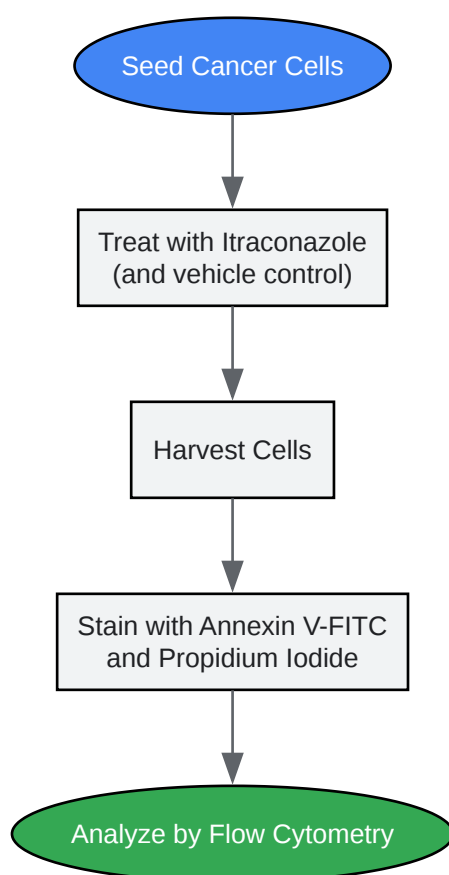 Seed Cancer Cells
Treat with Itraconazole
(and vehicle control)
Harvest Cells
Stain with Annexin V-FITC
and Propidium Iodide
Analyze by Flow Cytometry